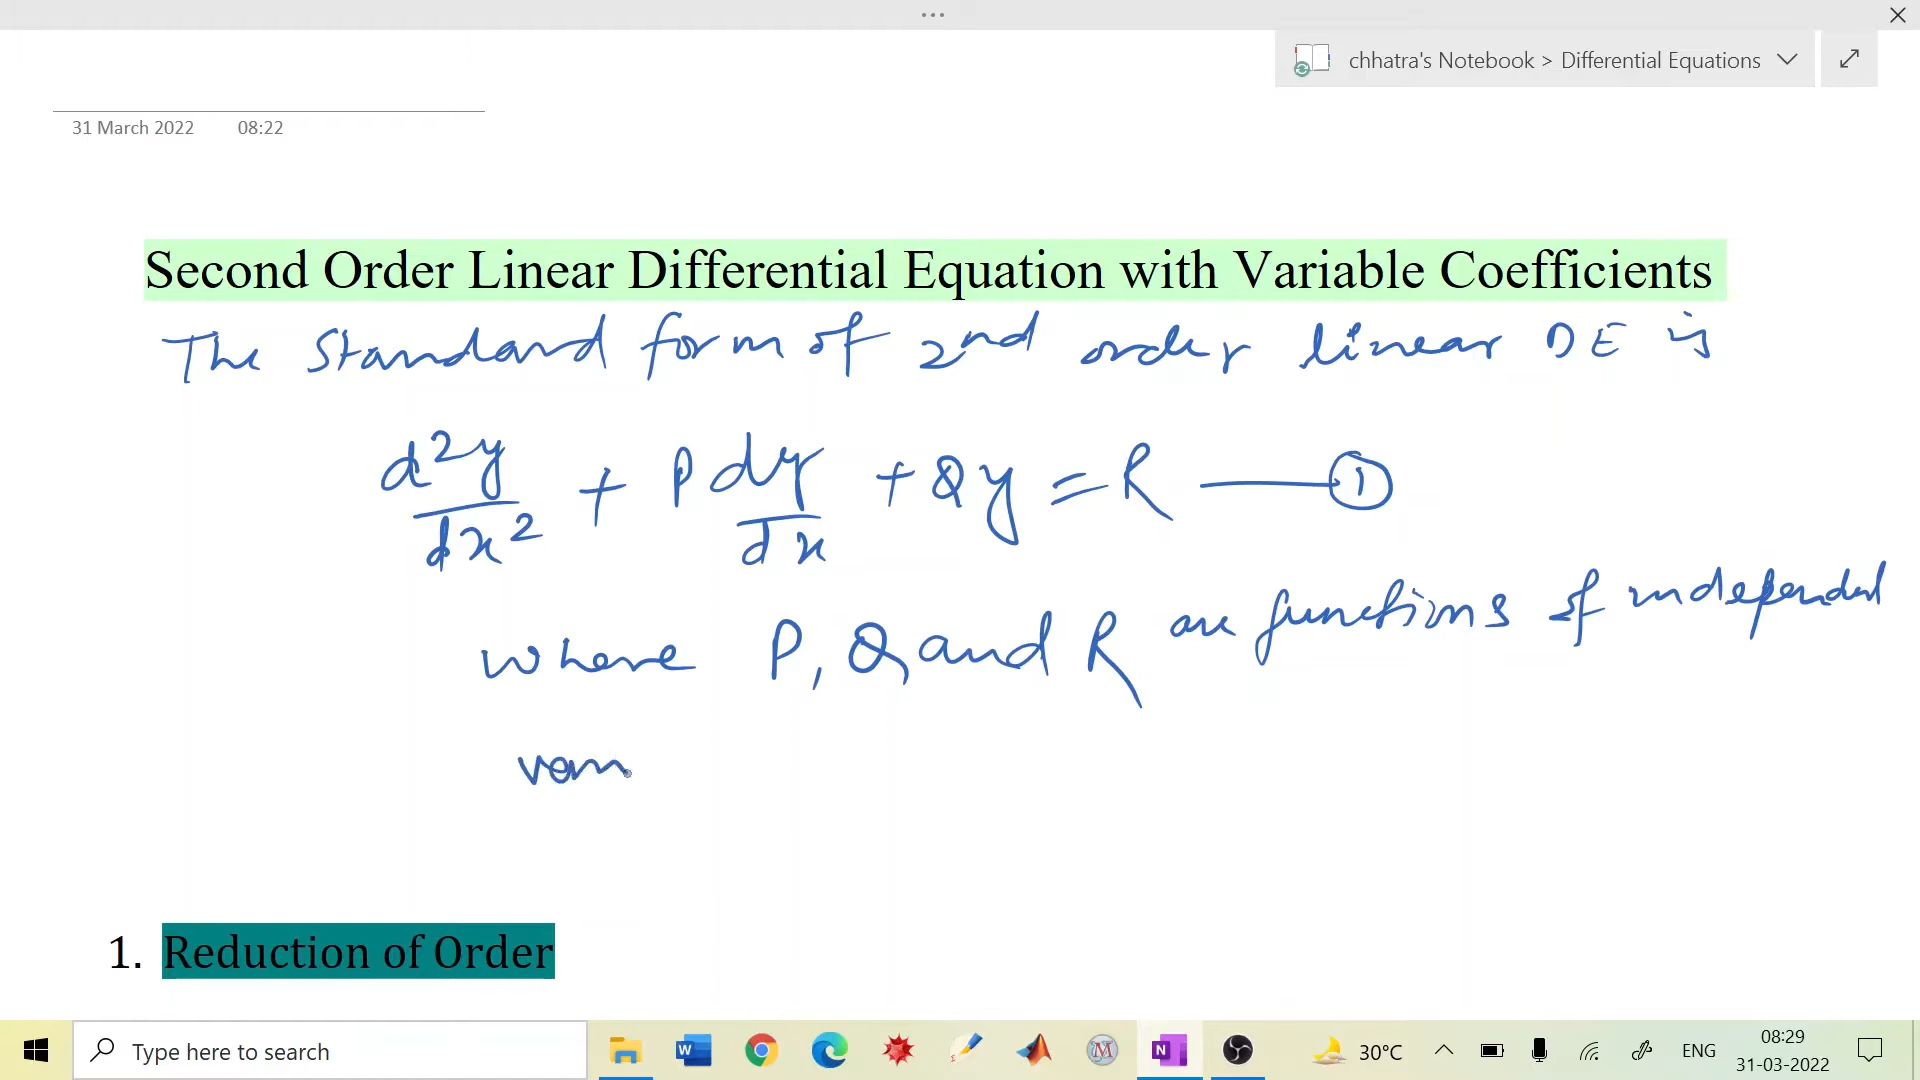 chhatra's Notebook > Differential Equations
31 March 2022 08:22
Second Order Linear Differential Equation with Variable Coefficients
The Standard form of 2nd order linear DE is
d²y/dx² + P dy/dx + Qy = R —— ①
where P, Q and R are functions of independent
1. Reduction of Order
Type here to search
30°C
ENG
08:29
31-03-2022